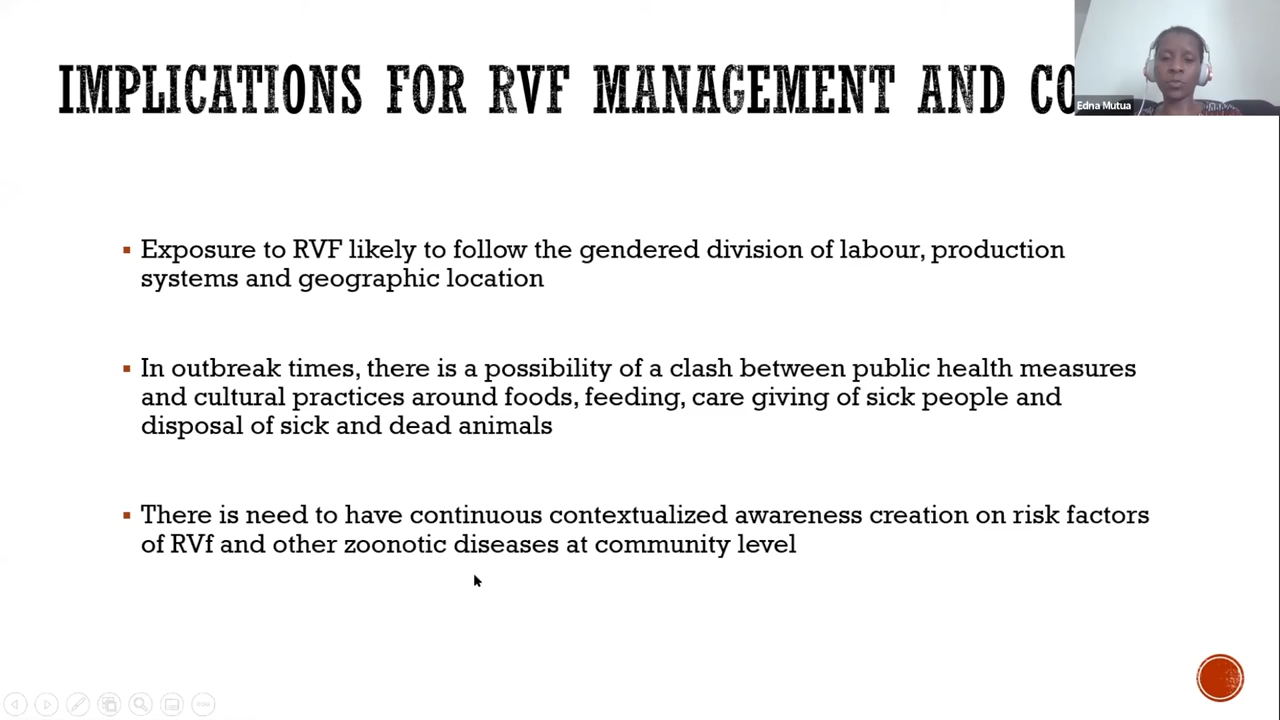 IMPLICATIONS FOR RVF MANAGEMENT AND CO
Edna Mutua
▪ Exposure to RVF likely to follow the gendered division of labour, production
systems and geographic location
▪ In outbreak times, there is a possibility of a clash between public health measures
and cultural practices around foods, feeding, care giving of sick people and
disposal of sick and dead animals
▪ There is need to have continuous contextualized awareness creation on risk factors
of RVf and other zoonotic diseases at community level